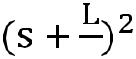 (s + L/)²